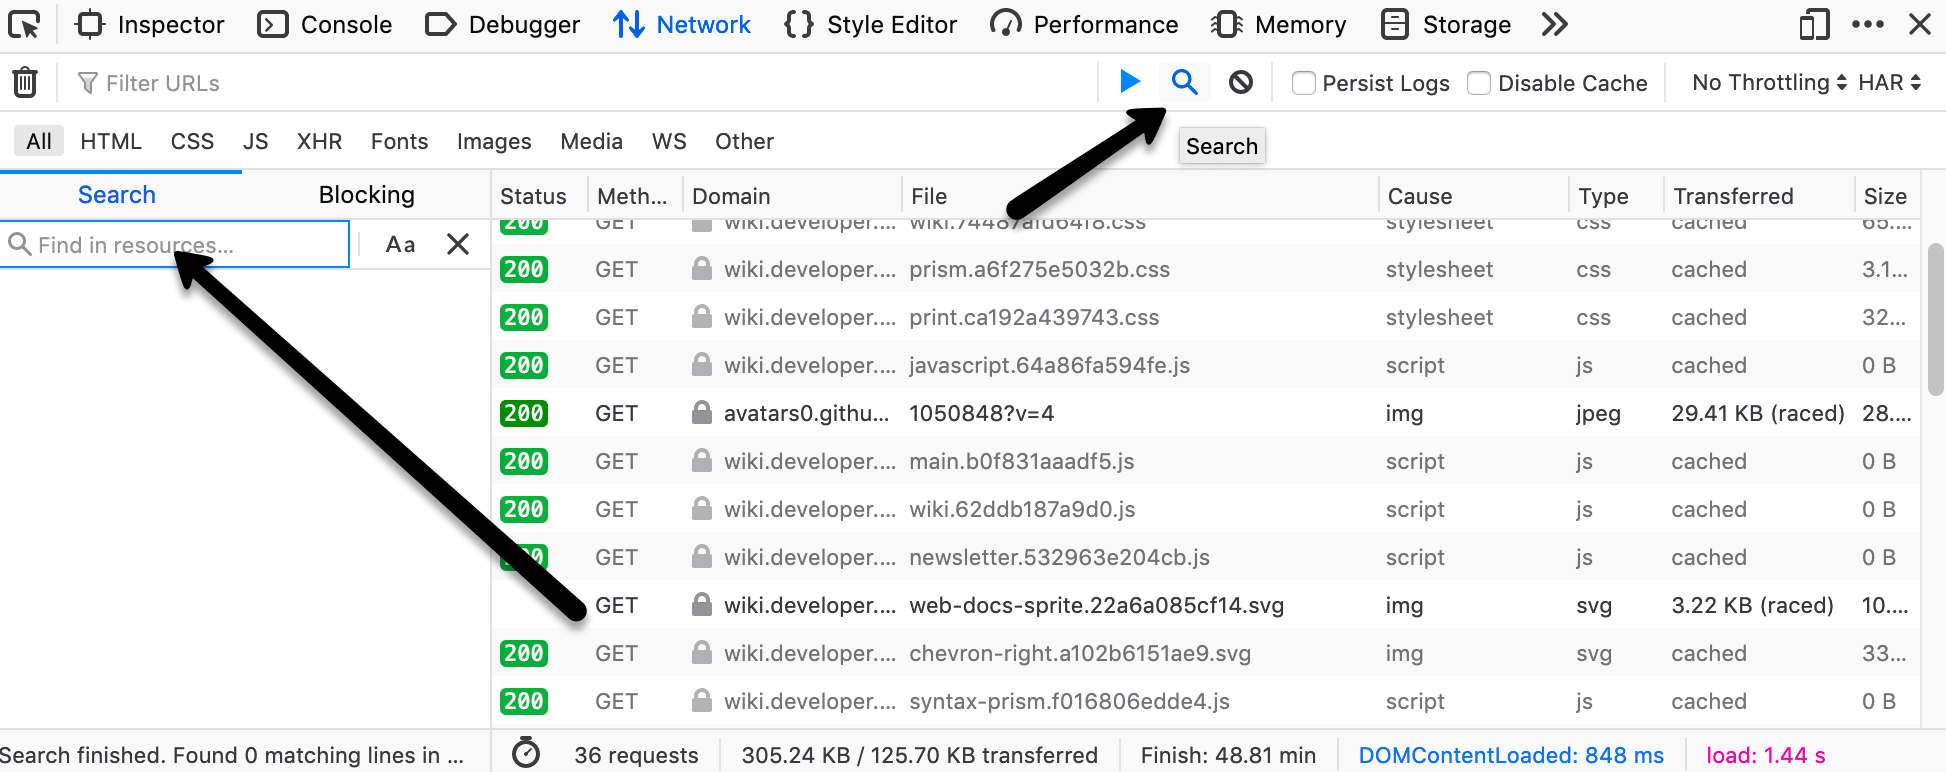 Inspector Console Debugger Network Style Editor Performance Memory Storage
Filter URLs Persist Logs Disable Cache No Throttling HAR
All HTML CSS JS XHR Fonts Images Media WS Other
Search
Search Blocking
Status Meth... Domain File Cause Type Transferred Size
Find in resources... Aa
200 GET wiki.developer.... wiki.74487afd64f8.css stylesheet css cached 65....
200 GET wiki.developer.... prism.a6f275e5032b.css stylesheet css cached 3.1...
200 GET wiki.developer.... print.ca192a439743.css stylesheet css cached 32...
200 GET wiki.developer.... javascript.64a86fa594fe.js script js cached 0 B
200 GET avatars0.githu... 1050848?v=4 img jpeg 29.41 KB (raced) 28....
200 GET wiki.developer.... main.b0f831aaadf5.js script js cached 0 B
200 GET wiki.developer.... wiki.62ddb187a9d0.js script js cached 0 B
200 GET wiki.developer.... newsletter.532963e204cb.js script js cached 0 B
GET wiki.developer.... web-docs-sprite.22a6a085cf14.svg img svg 3.22 KB (raced) 10....
200 GET wiki.developer.... chevron-right.a102b6151ae9.svg img svg cached 33...
200 GET wiki.developer.... syntax-prism.f016806edde4.js script js cached 0 B
Search finished. Found 0 matching lines in ... 36 requests 305.24 KB / 125.70 KB transferred Finish: 48.81 min DOMContentLoaded: 848 ms load: 1.44 s